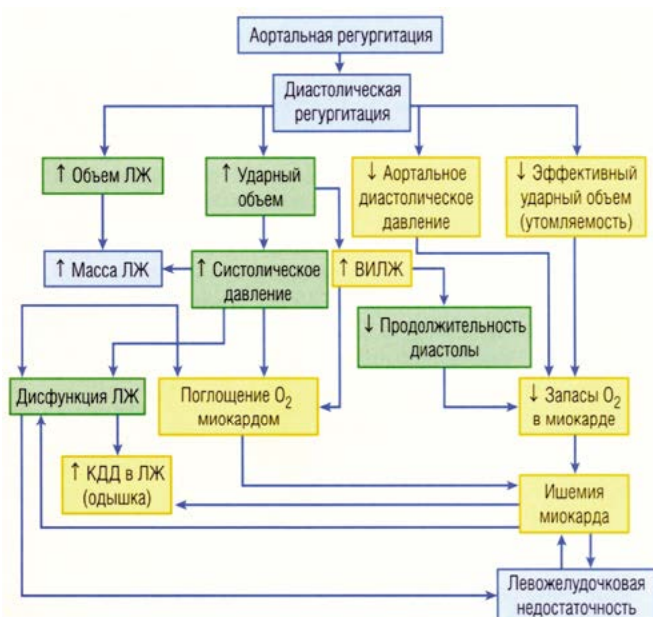 Аортальная регургитация
Диастолическая
регургитация
↑ Объем ЛЖ
↑ Ударный
объем
↓ Аортальное
диастолическое
давление
↓ Эффективный
ударный объем
(утомляемость)
↑ Масса ЛЖ
↑ Систолическое
давление
↑ ВИЛЖ
↓ Продолжительность
диастолы
Дисфункция ЛЖ
Поглощение O₂
миокардом
↓ Запасы O₂
в миокарде
↑ КДД в ЛЖ
(одышка)
Ишемия
миокарда
Левожелудочковая
недостаточность